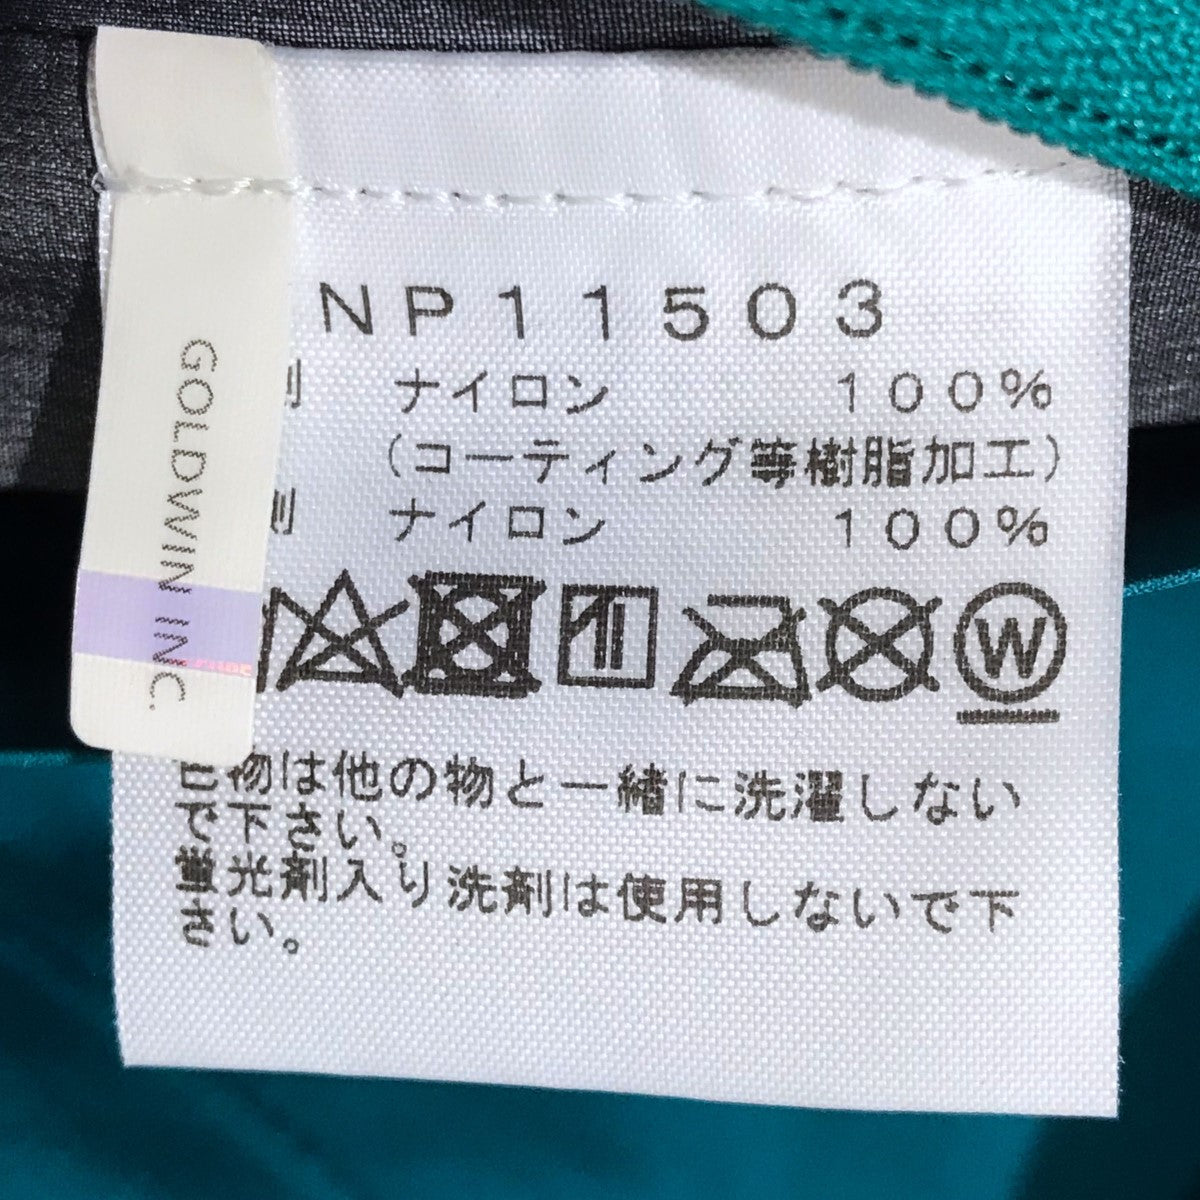 GOLDWIN INC.
NP11503
ナイロン 100%
(コーティング等樹脂加工)
ナイロン 100%
W
物は他の物と一緒に洗濯しない
で下さい。
蛍光剤入り洗剤は使用しないで下
さい。